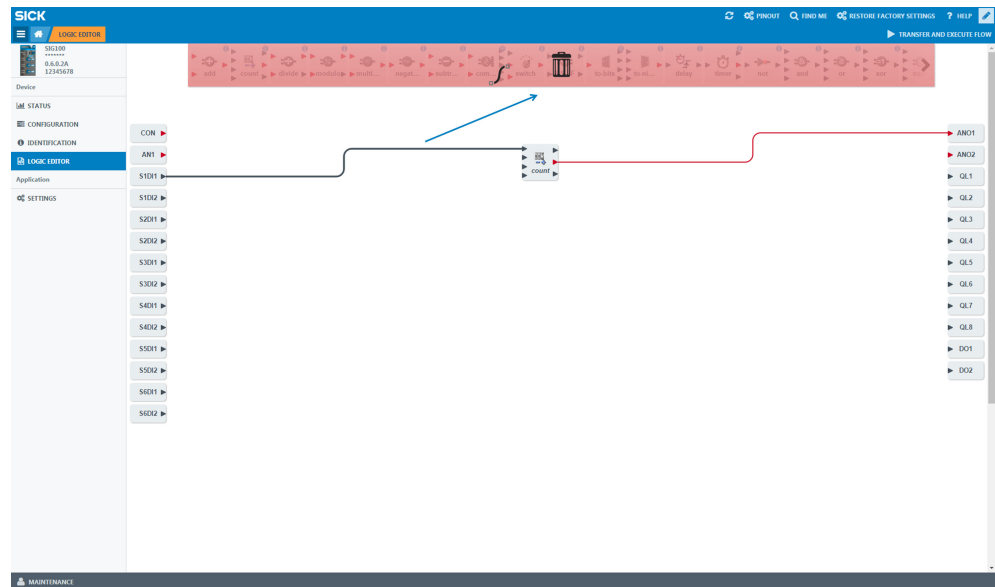 SICK
PINOUT
FIND ME
RESTORE FACTORY SETTINGS
? HELP
LOGIC EDITOR
TRANSFER AND EXECUTE FLOW
SIG100
*******
0.6.0.2A
12345678
Device
STATUS
CONFIGURATION
IDENTIFICATION
LOGIC EDITOR
Application
SETTINGS
add
count
divide
modulo
multi...
negat...
subtr...
com...
switch
to-bits
delay
timer
not
and
or
xor
CON
AN1
S1DI1
S1DI2
S2DI1
S2DI2
S3DI1
S3DI2
S4DI1
S4DI2
S5DI1
S5DI2
S6DI1
S6DI2
count
ANO1
ANO2
QL1
QL2
QL3
QL4
QL5
QL6
QL7
QL8
DO1
DO2
MAINTENANCE